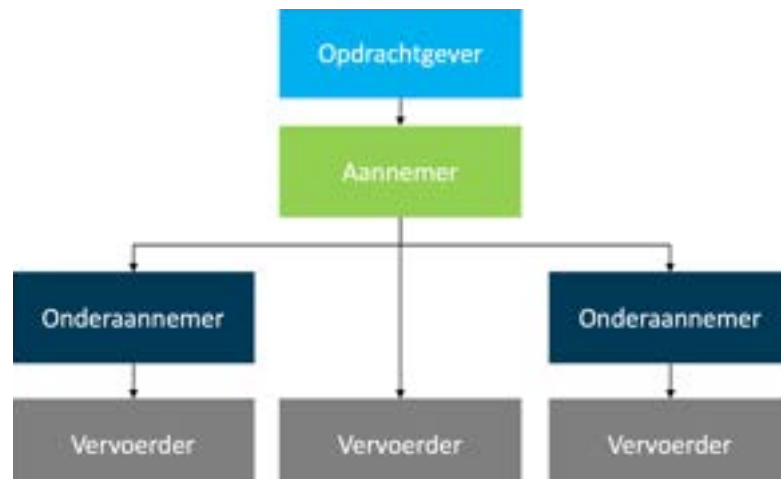 Opdrachtgever
Aannemer
Onderaannemer
Onderaannemer
Vervoerder
Vervoerder
Vervoerder